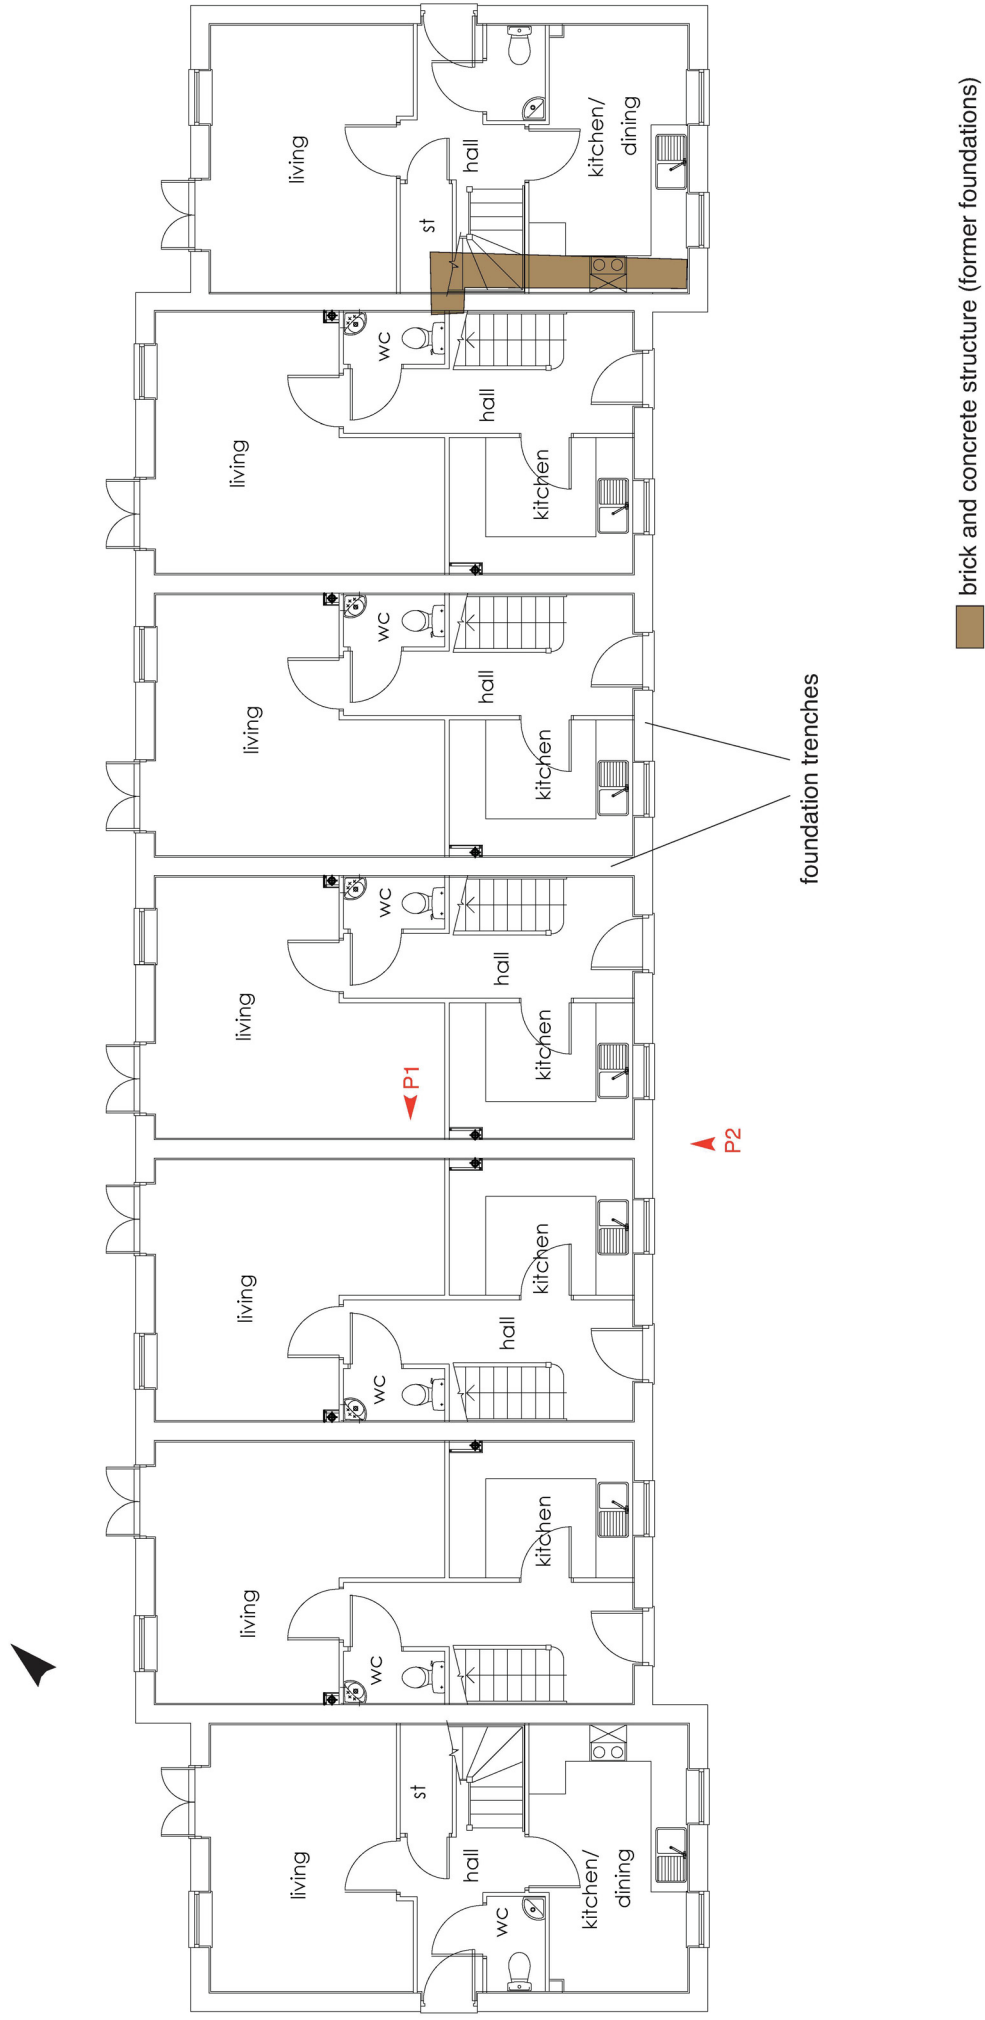 living
kitchen/
dining
hall
st
living
wc
hall
kitchen
living
wc
hall
kitchen
living
wc
hall
kitchen
P1
P2
living
wc
hall
kitchen
living
wc
kitchen
living
st
hall
wc
kitchen/
dining
foundation trenches
brick and concrete structure (former foundations)